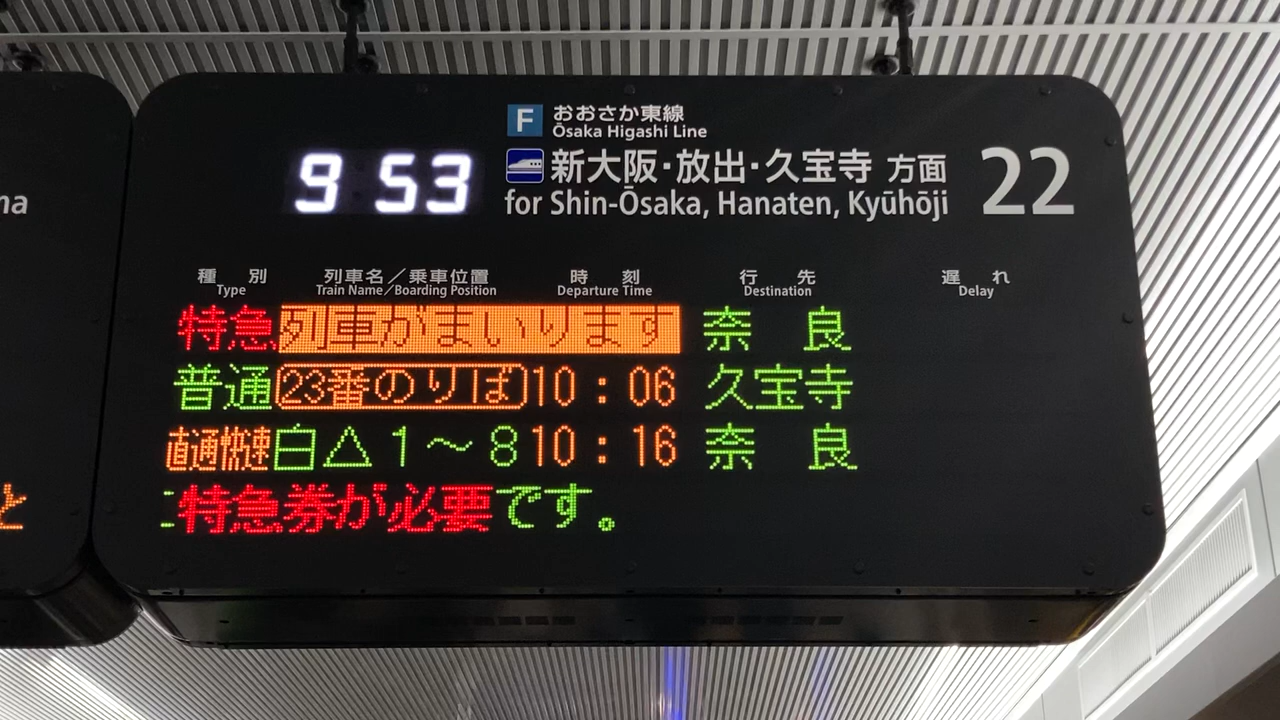 F おおさか東線
Ōsaka Higashi Line
9 53
新大阪・放出・久宝寺 方面 22
for Shin-Ōsaka, Hanaten, Kyūhōji
種別 列車名／乗車位置 時刻 行先 遅れ
Type Train Name／Boarding Position Departure Time Destination Delay
特急 列車がまいります 奈良
普通 (23番のりば) 10:06 久宝寺
直通快速 白△1～8 10:16 奈良
特急券が必要です。
na
と